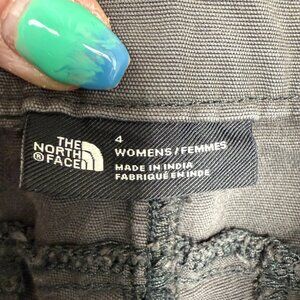 THE
NORTH
®FACE
4
WOMENS/FEMMES
MADE IN INDIA
FABRIQUÉ EN INDE